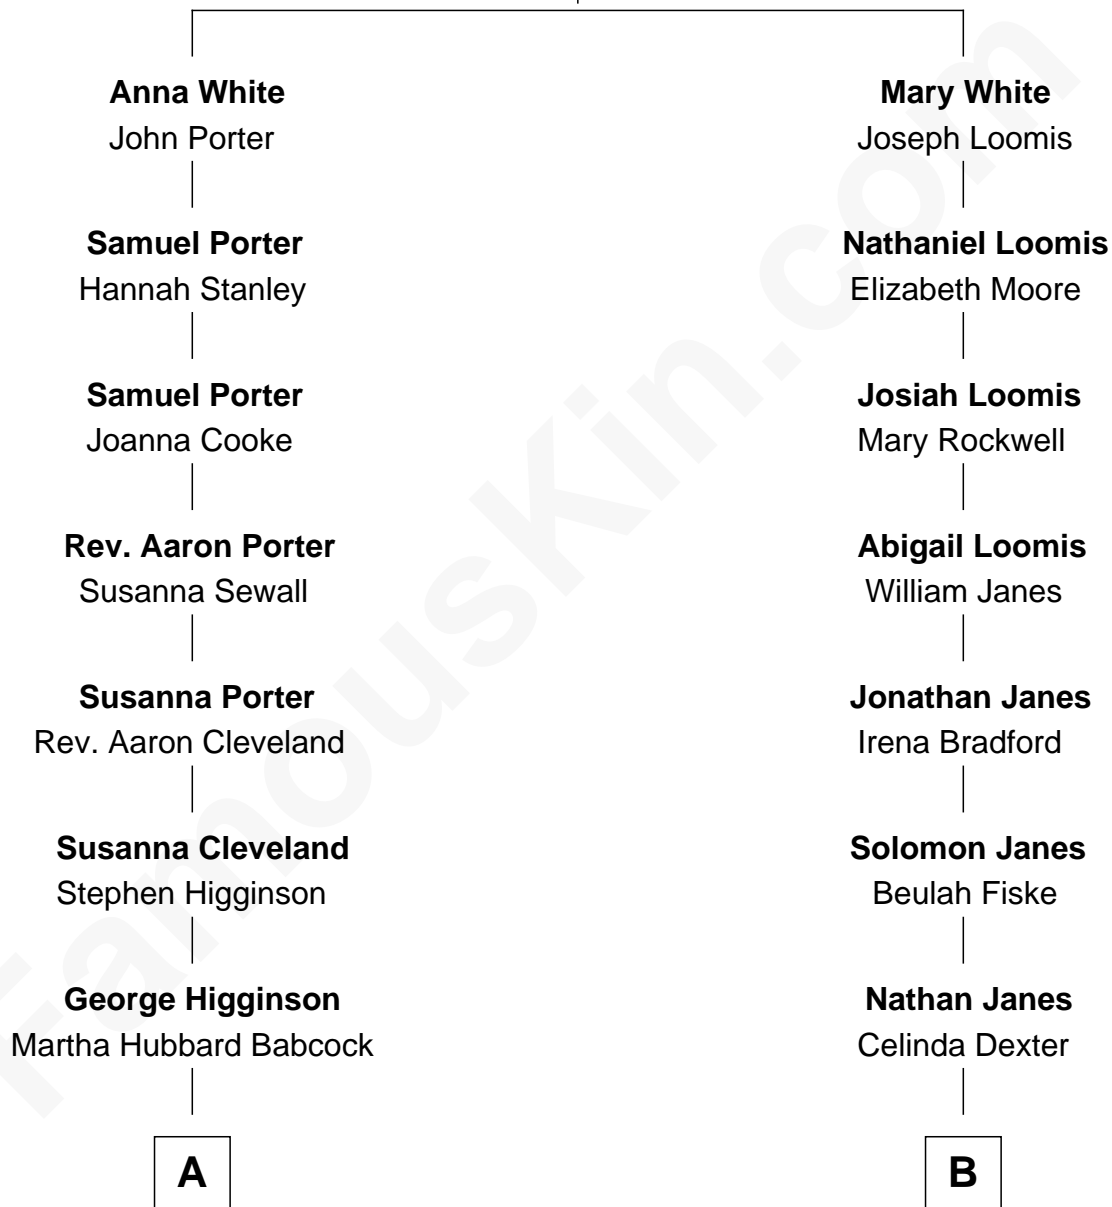 Anna White
John Porter
Samuel Porter
Hannah Stanley
Samuel Porter
Joanna Cooke
Rev. Aaron Porter
Susanna Sewall
Susanna Porter
Rev. Aaron Cleveland
Susanna Cleveland
Stephen Higginson
George Higginson
Martha Hubbard Babcock
A
Mary White
Joseph Loomis
Nathaniel Loomis
Elizabeth Moore
Josiah Loomis
Mary Rockwell
Abigail Loomis
William Janes
Jonathan Janes
Irena Bradford
Solomon Janes
Beulah Fiske
Nathan Janes
Celinda Dexter
B
FamousKin.com